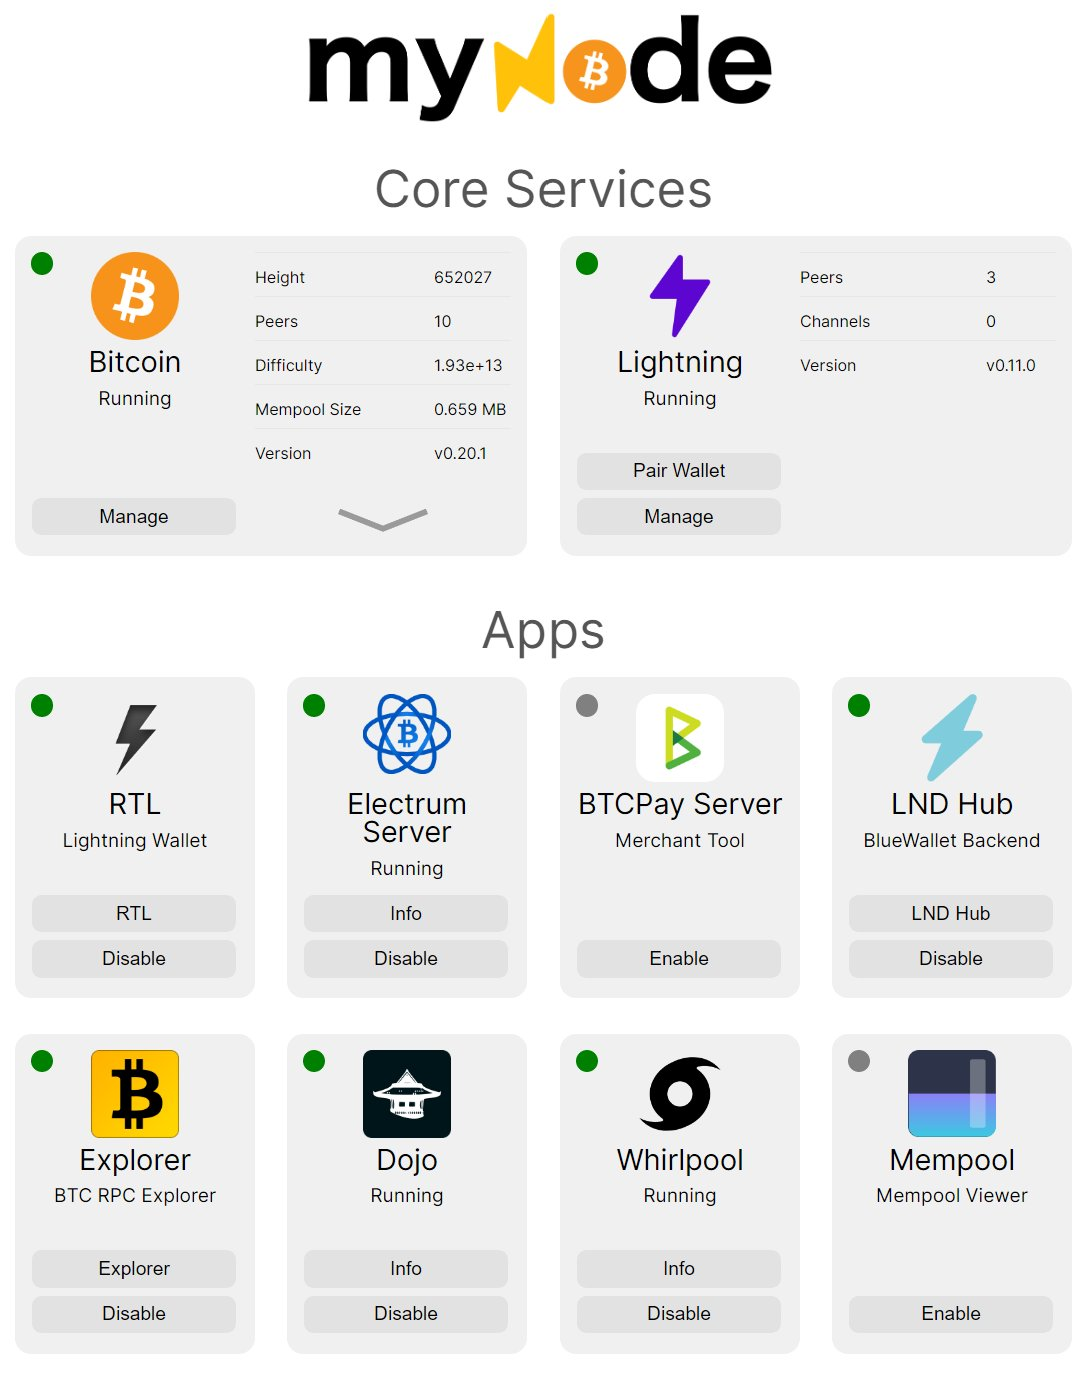 myNode
Core Services
Bitcoin
Running
Manage
Height 652027
Peers 10
Difficulty 1.93e+13
Mempool Size 0.659 MB
Version v0.20.1
Lightning
Running
Pair Wallet
Manage
Peers 3
Channels 0
Version v0.11.0
Apps
RTL
Lightning Wallet
RTL
Disable
Electrum
Server
Running
Info
Disable
BTCPay Server
Merchant Tool
Enable
LND Hub
BlueWallet Backend
LND Hub
Disable
Explorer
BTC RPC Explorer
Explorer
Disable
Dojo
Running
Info
Disable
Whirlpool
Running
Info
Disable
Mempool
Mempool Viewer
Enable